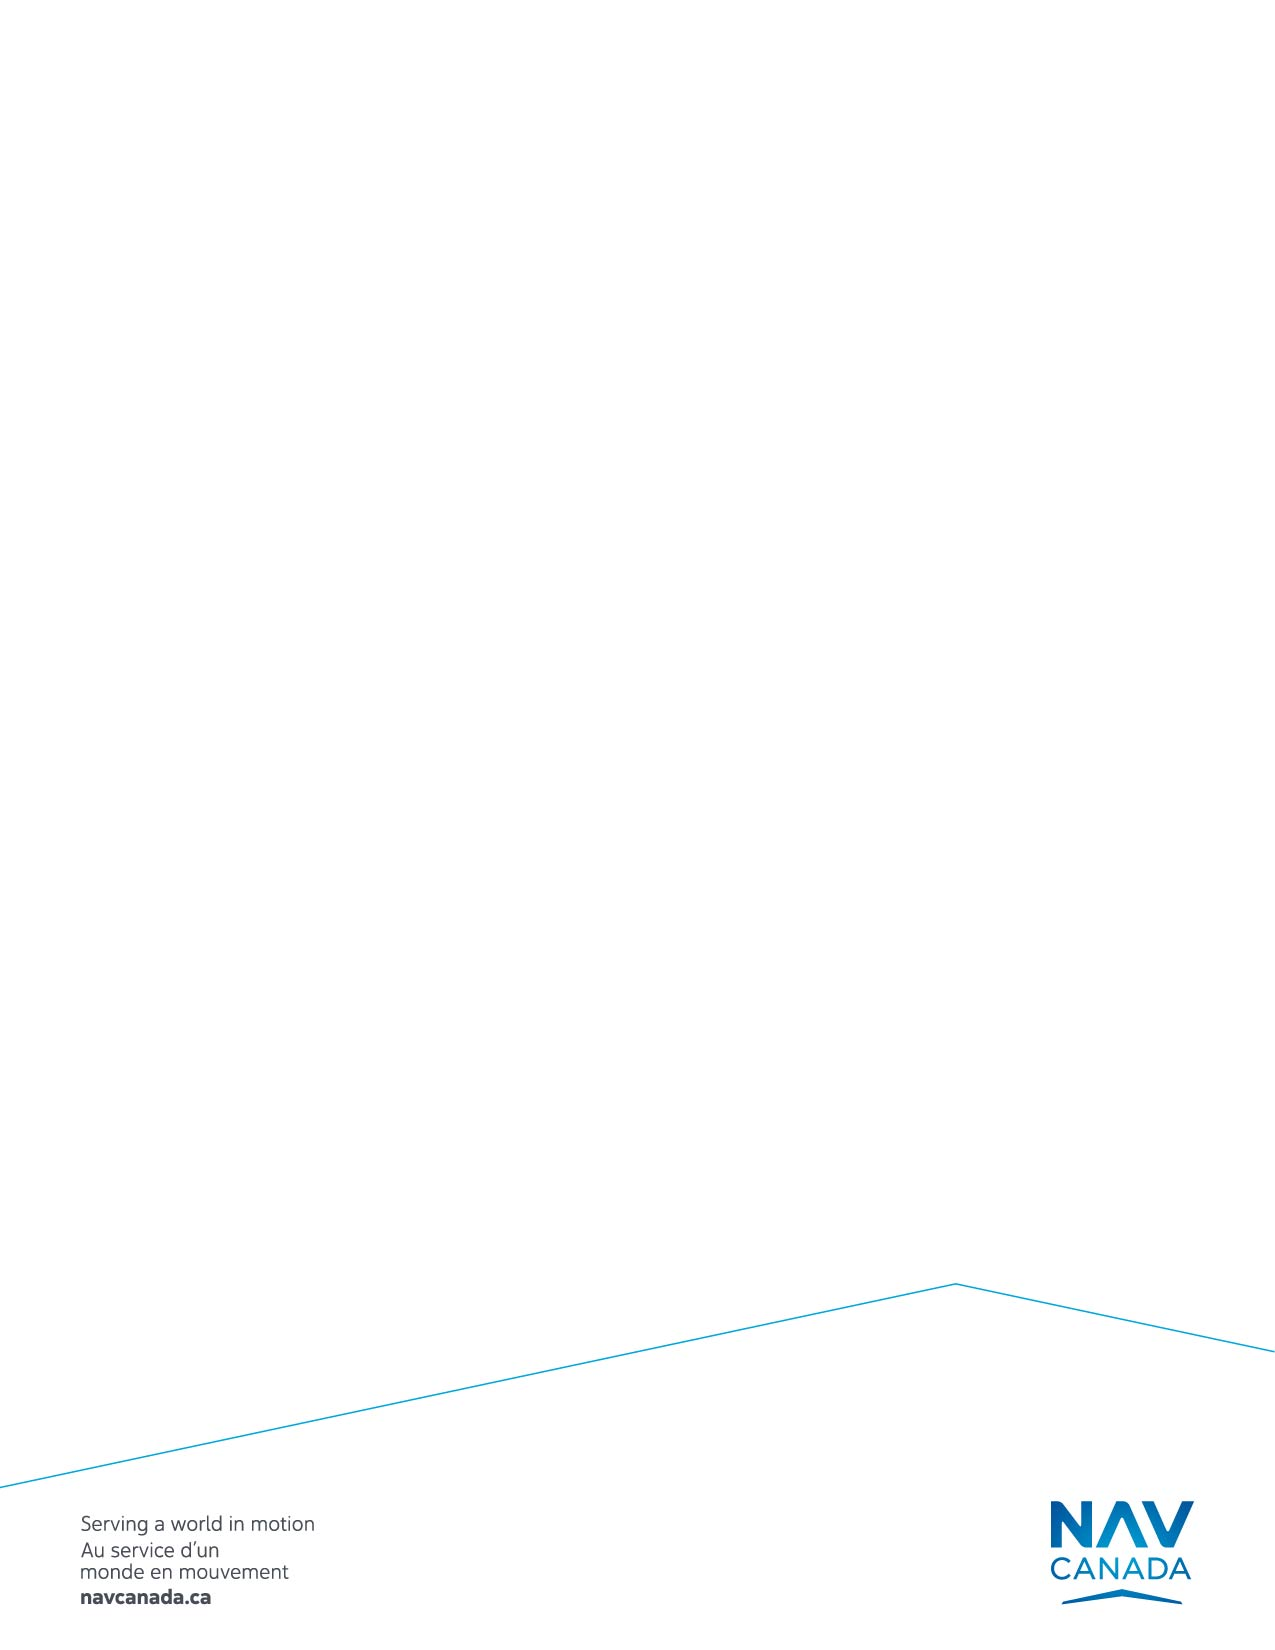 Serving a world in motion
Au service d’un
monde en mouvement
navcanada.ca
NAV
CANADA